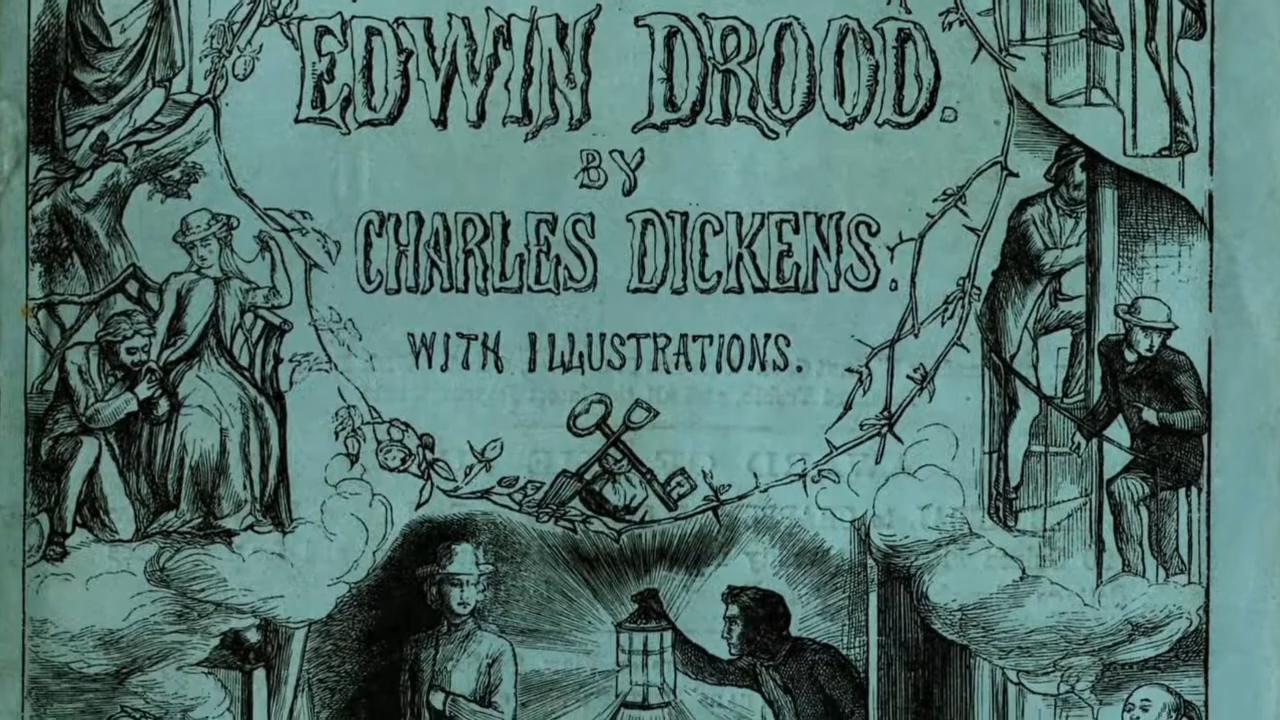 EDWIN DROOD.
BY
CHARLES DICKENS.
WITH ILLUSTRATIONS.